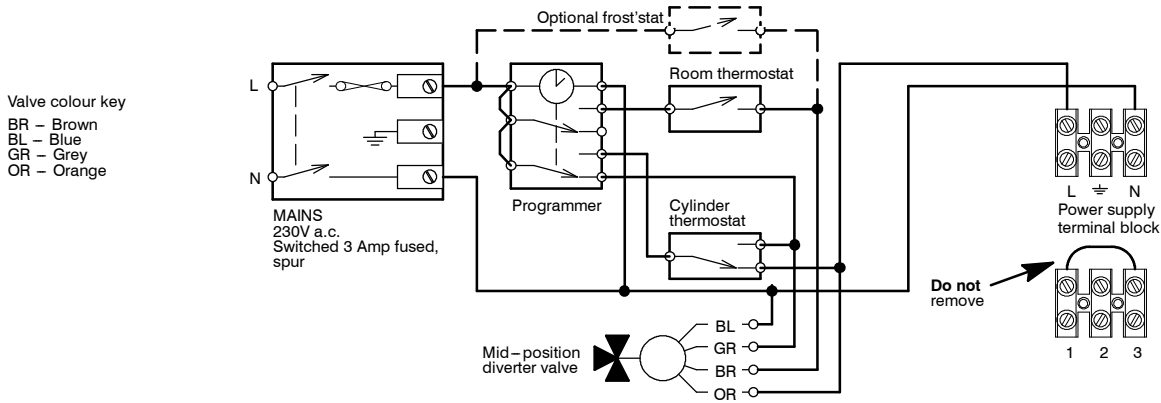 Optional frost'stat
Room thermostat
L
Valve colour key
BR – Brown
BL – Blue
GR – Grey
OR – Orange
N
L
N
Programmer
Cylinder
thermostat
Power supply
terminal block
MAINS
230V a.c.
Switched 3 Amp fused,
spur
Do not
remove
BL
GR
BR
OR
Mid–position
diverter valve
1 2 3